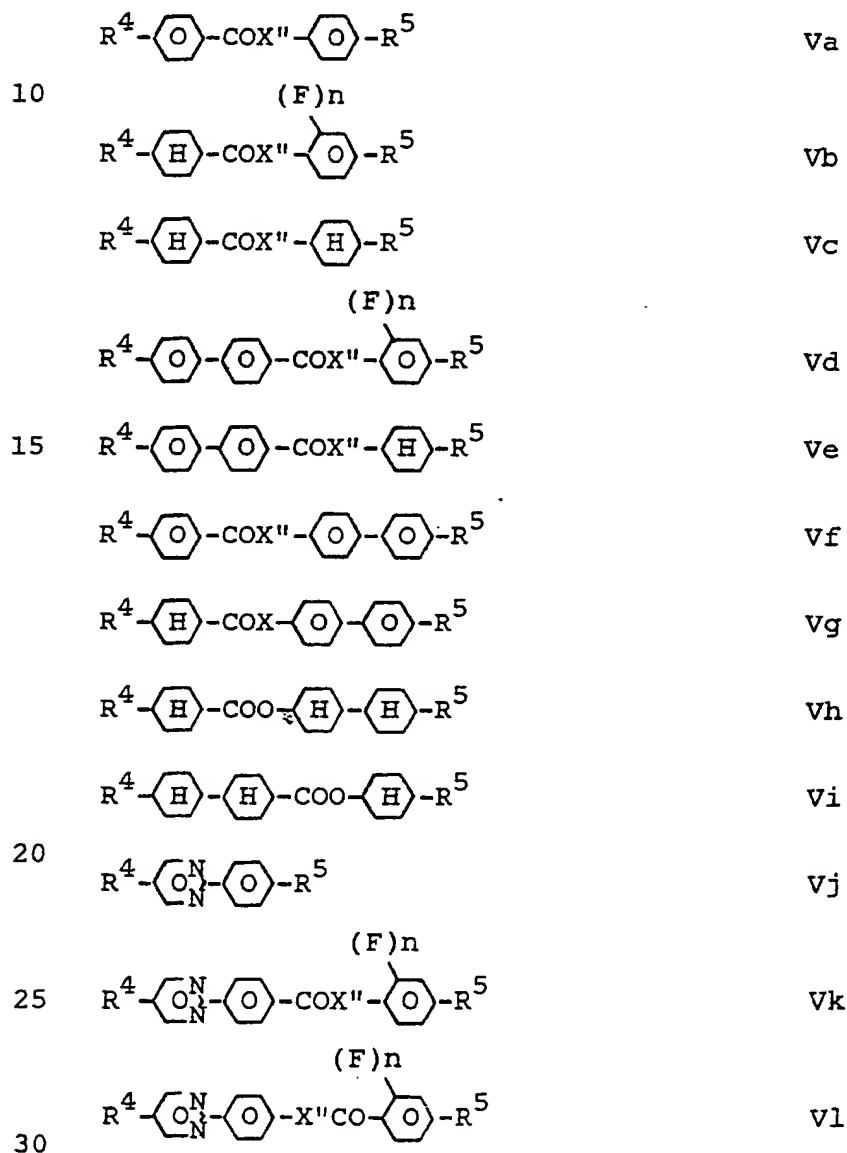 R4 -⟨O⟩- COX" -⟨O⟩- R5 Va
10 (F)n
R4 -⟨H⟩- COX" -⟨O⟩- R5 Vb
R4 -⟨H⟩- COX" -⟨H⟩- R5 Vc
(F)n
R4 -⟨O⟩-⟨O⟩- COX" -⟨O⟩- R5 Vd
15 R4 -⟨O⟩-⟨O⟩- COX" -⟨H⟩- R5 Ve
R4 -⟨O⟩- COX" -⟨O⟩-⟨O⟩- R5 Vf
R4 -⟨H⟩- COX -⟨O⟩-⟨O⟩- R5 Vg
R4 -⟨H⟩- COO -⟨H⟩-⟨H⟩- R5 Vh
R4 -⟨H⟩-⟨H⟩- COO -⟨H⟩- R5 Vi
20 R4 -⟨O N N⟩-⟨O⟩- R5 Vj
(F)n
25 R4 -⟨O N N⟩-⟨O⟩- COX" -⟨O⟩- R5 Vk
(F)n
R4 -⟨O N N⟩-⟨O⟩- X"CO -⟨O⟩- R5 Vl
30